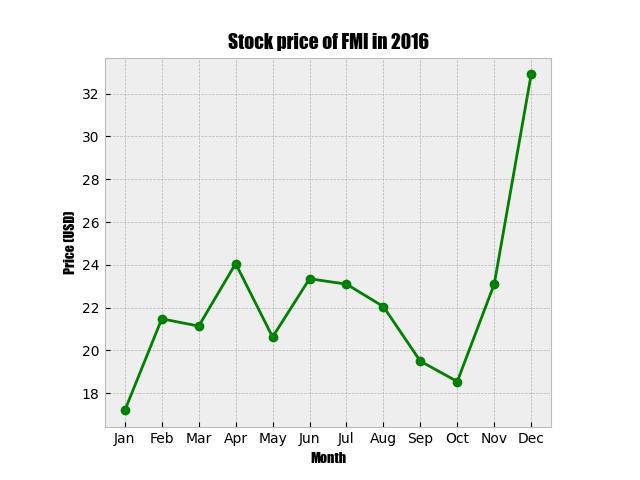 Stock price of FMI in 2016
Price (USD)
32
30
28
26
24
22
20
18
Jan Feb Mar Apr May Jun Jul Aug Sep Oct Nov Dec
Month